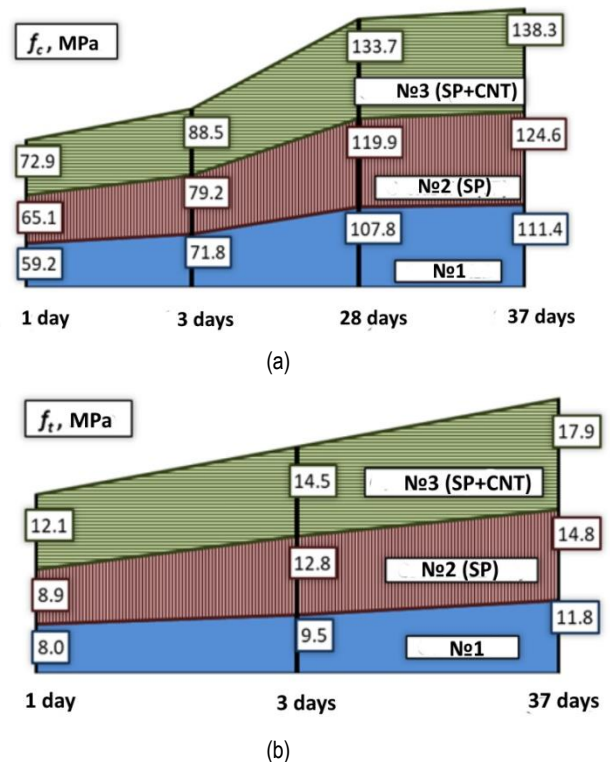 fc, MPa
138.3
133.7
№3 (SP+CNT)
88.5
72.9
124.6
119.9
79.2
№2 (SP)
65.1
111.4
107.8
71.8
59.2
№1
1 day 3 days 28 days 37 days
(a)
ft, MPa
17.9
14.5
№3 (SP+CNT)
12.1
14.8
12.8
№2 (SP)
8.9
11.8
9.5
8.0
№1
1 day 3 days 37 days
(b)